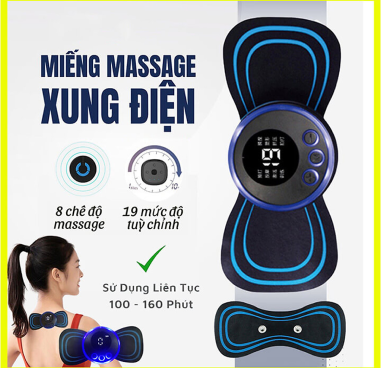 MIẾNG MASSAGE
XUNG ĐIỆN
8 chê độ
massage
19 mức độ
tuỳ chỉnh
Sử Dụng Liên Tục
100 - 160 Phút